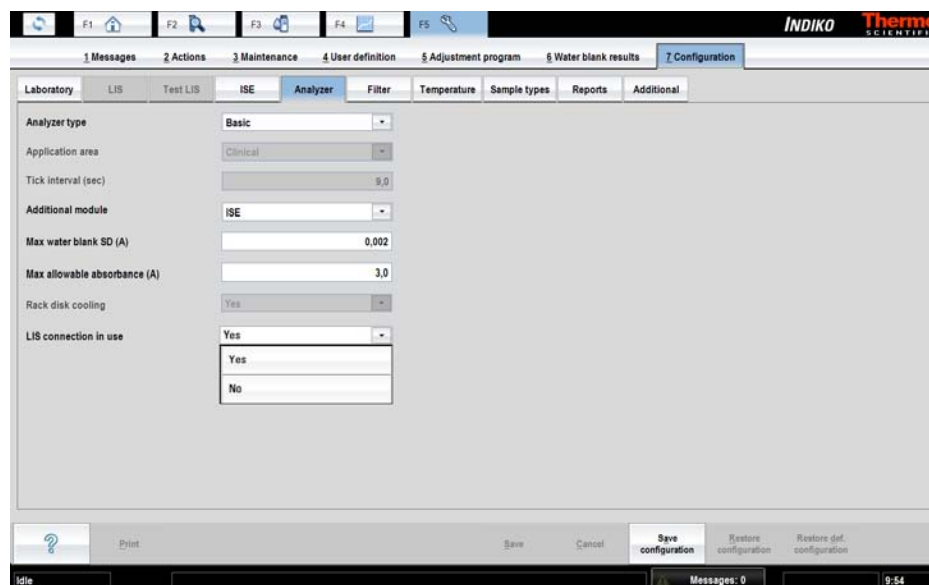 F1 F2 F3 F4 F5 INDIKO Thermo
SCIENTIFI
1 Messages 2 Actions 3 Maintenance 4 User definition 5 Adjustment program 6 Water blank results 7 Configuration
Laboratory LIS Test LIS ISE Analyzer Filter Temperature Sample types Reports Additional
Analyzer type Basic
Application area Clinical
Tick interval (sec) 9,0
Additional module ISE
Max water blank SD (A) 0,002
Max allowable absorbance (A) 3,0
Rack disk cooling Yes
LIS connection in use Yes
Yes
No
? Print Save Cancel Save configuration Restore configuration Restore def. configuration
Idle Messages: 0 9:54